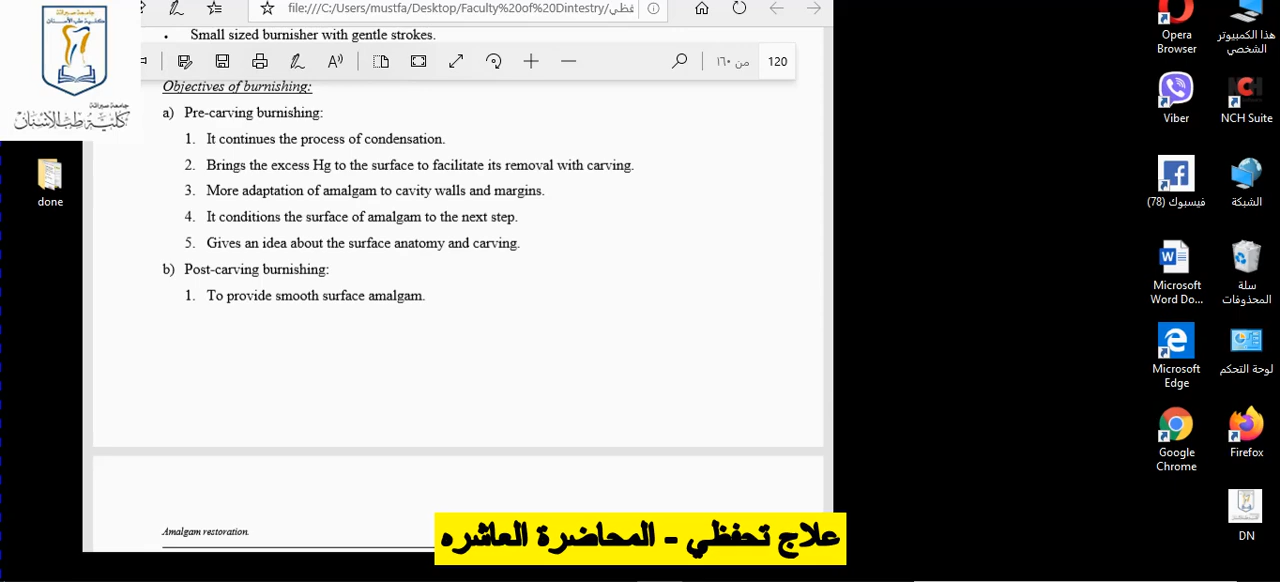 file:///C:/Users/mustfa/Desktop/Faculty%20of%20Dintestry/فظي
• Small sized burnisher with gentle strokes.
120
من ١٦٠
Objectives of burnishing:
a) Pre-carving burnishing:
1. It continues the process of condensation.
2. Brings the excess Hg to the surface to facilitate its removal with carving.
3. More adaptation of amalgam to cavity walls and margins.
4. It conditions the surface of amalgam to the next step.
5. Gives an idea about the surface anatomy and carving.
b) Post-carving burnishing:
1. To provide smooth surface amalgam.
Amalgam restoration.
علاج تحفظي - المحاضرة العاشره
جامعة صبراتة
كلية طب الاسنان
done
Opera
Browser
هذا الكمبيوتر
الشخصي
Viber
NCH Suite
فيسبوك (78)
الشبكة
Microsoft
Word Do...
سلة
المحذوفات
Microsoft
Edge
لوحة التحكم
Google
Chrome
Firefox
DN